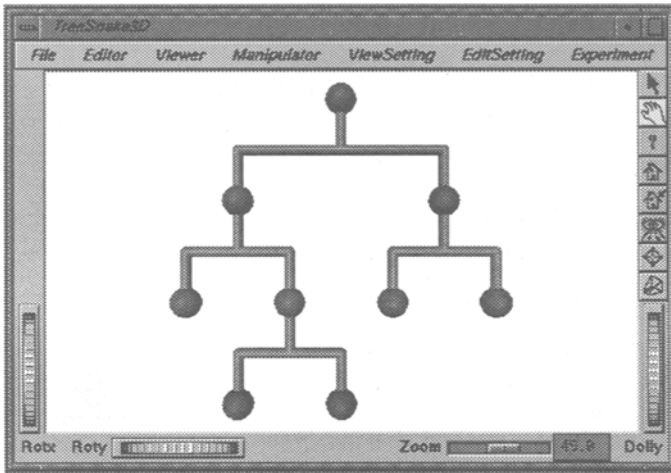 TreeSnake3D
File Editor Viewer Manipulator ViewSetting EditSetting Experiment
Rotx Roty Zoom 45.0 Dolly